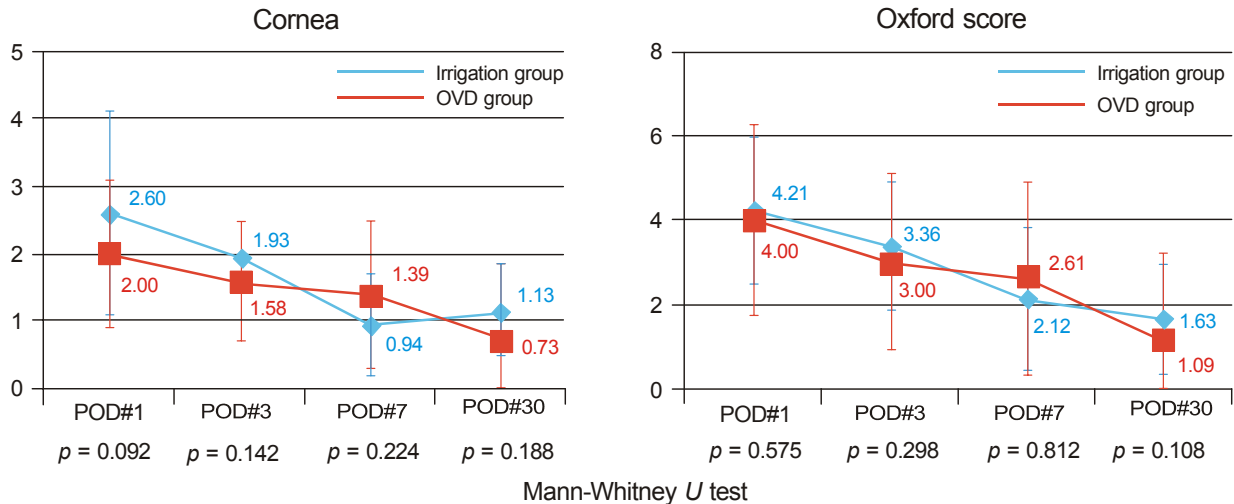 Cornea
5
4
3
2
1
0
Irrigation group
OVD group
2.60
1.93
0.94
1.13
2.00
1.58
1.39
0.73
POD#1 POD#3 POD#7 POD#30
p = 0.092 p = 0.142 p = 0.224 p = 0.188
Oxford score
8
6
4
2
0
Irrigation group
OVD group
4.21
3.36
2.12
1.63
4.00
3.00
2.61
1.09
POD#1 POD#3 POD#7 POD#30
p = 0.575 p = 0.298 p = 0.812 p = 0.108
Mann-Whitney U test